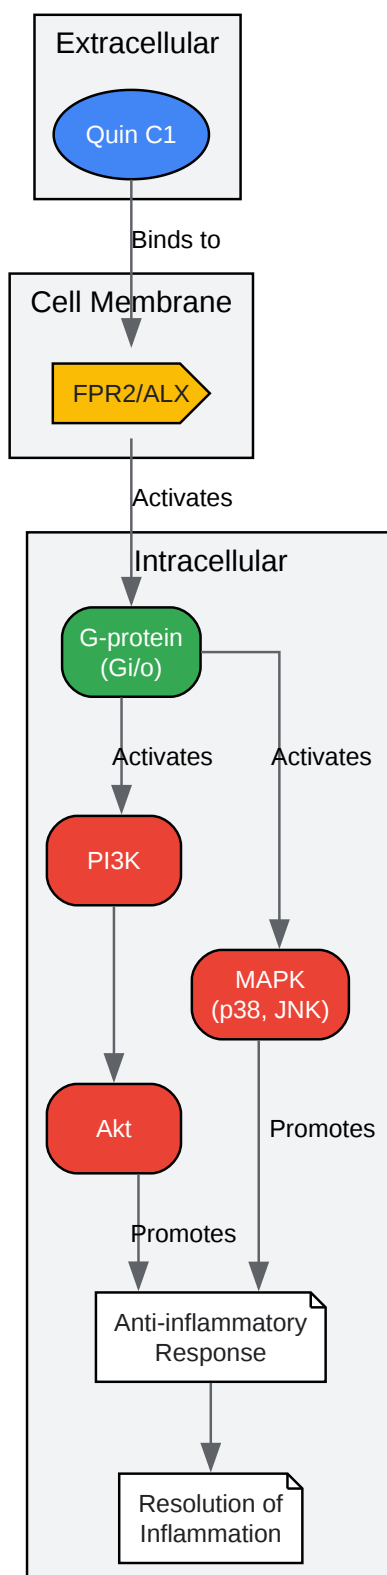 Extracellular
Quin C1
Binds to
Cell Membrane
FPR2/ALX
Activates
Intracellular
G-protein
(Gi/o)
Activates
Activates
PI3K
MAPK
(p38, JNK)
Akt
Promotes
Promotes
Anti-inflammatory
Response
Resolution of
Inflammation